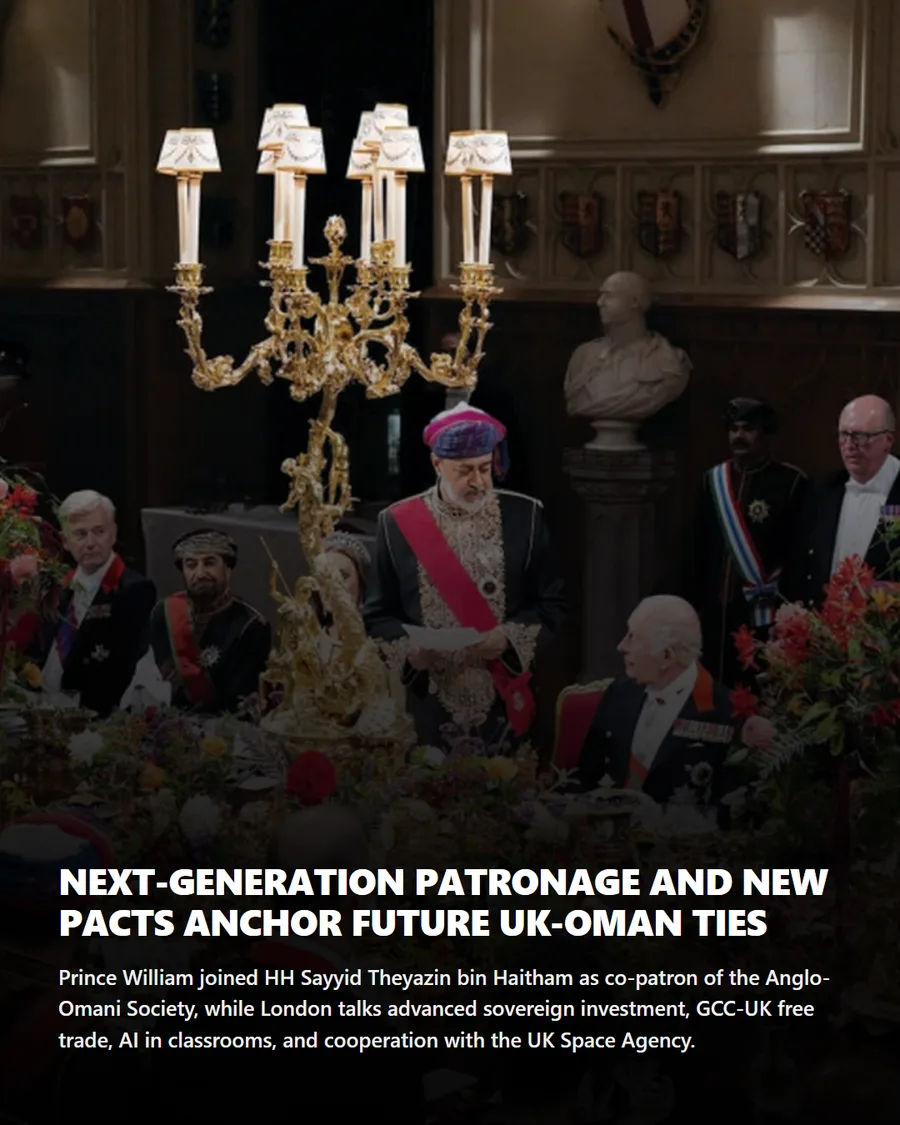 NEXT-GENERATION PATRONAGE AND NEW
PACTS ANCHOR FUTURE UK-OMAN TIES
Prince William joined HH Sayyid Theyazin bin Haitham as co-patron of the Anglo-
Omani Society, while London talks advanced sovereign investment, GCC-UK free
trade, AI in classrooms, and cooperation with the UK Space Agency.